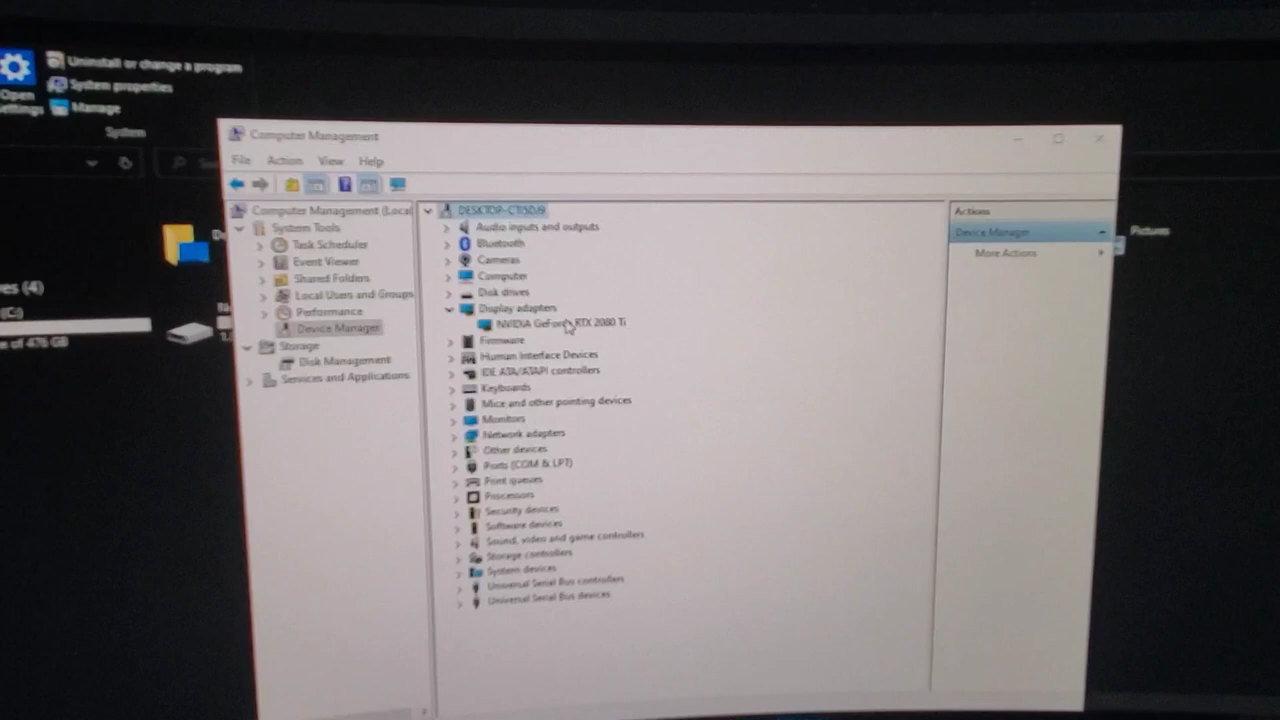 Uninstall or change a program
System properties
Open
Settings
Manage
System
Computer Management
File Action View Help
Computer Management (Local
System Tools
Task Scheduler
Event Viewer
Shared Folders
Local Users and Groups
Performance
Device Manager
Storage
Disk Management
Services and Applications
Audio inputs and outputs
Bluetooth
Cameras
Computer
Disk drives
Display adapters
NVIDIA GeForce RTX 2080 Ti
Firmware
Human Interface Devices
IDE ATA/ATAPI controllers
Keyboards
Mice and other pointing devices
Monitors
Network adapters
Other devices
Ports (COM & LPT)
Print queues
Processors
Security devices
Software devices
Sound, video and game controllers
Storage controllers
System devices
Universal Serial Bus controllers
Universal Serial Bus devices
Actions
Device Manager
More Actions
Pictures
es (4)
(C:)
e of 476 GB